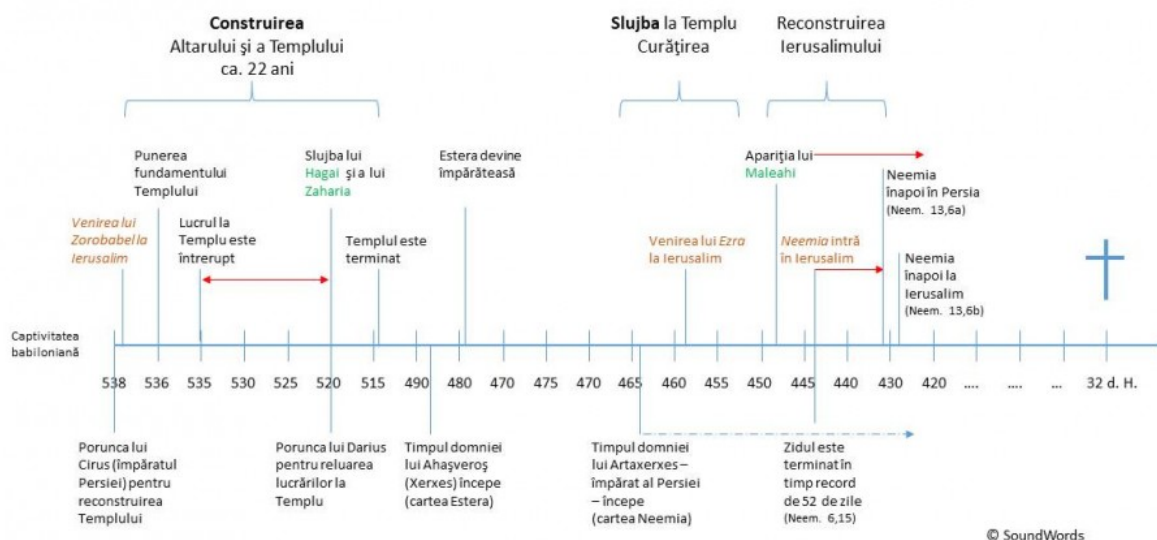 Construirea
Altarului și a Templului
ca. 22 ani
Slujba la Templu
Curățirea
Reconstruirea
Ierusalimului
Punerea
fundamentului
Templului
Slujba lui
Hagai și a lui
Zaharia
Estera devine
împărăteasă
Apariția lui
Maleahi
Neemia
înapoi în Persia
(Neem. 13,6a)
Venirea lui
Zorobabel la
Ierusalim
Lucrul la
Templu este
întrerupt
Templul este
terminat
Venirea lui Ezra
la Ierusalim
Neemia intră
în Ierusalim
Neemia
înapoi la
Ierusalim
(Neem. 13,6b)
Captivitatea
babiloniană
538 536 535 530 525 520 515 490 480 470 475 470 465 460 455 450 445 440 430 420 .... .... ... 32 d. H.
Porunca lui
Cirus (împăratul
Persiei) pentru
reconstruirea
Templului
Porunca lui Darius
pentru reluarea
lucrărilor la
Templu
Timpul domniei
lui Ahașveroș
(Xerxes) începe
(cartea Estera)
Timpul domniei
lui Artaxerxes –
împărat al Persiei
– începe
(cartea Neemia)
Zidul este
terminat în
timp record
de 52 de zile
(Neem. 6,15)
© SoundWords